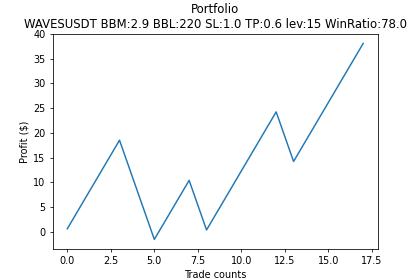 Portfolio
WAVESUSDT BBM:2.9 BBL:220 SL:1.0 TP:0.6 lev:15 WinRatio:78.0
40
35
30
25
20
15
10
5
0
Profit ($)
0.0 2.5 5.0 7.5 10.0 12.5 15.0 17.5
Trade counts